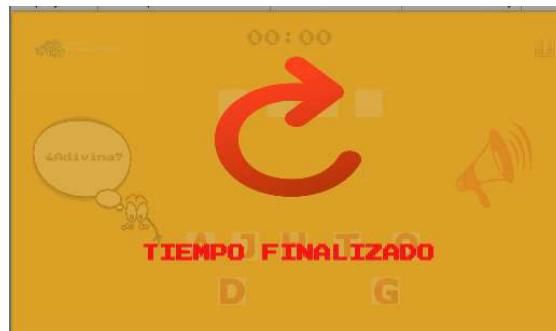 00:00
¿Adivina?
A J U T O
TIEMPO FINALIZADO
D G